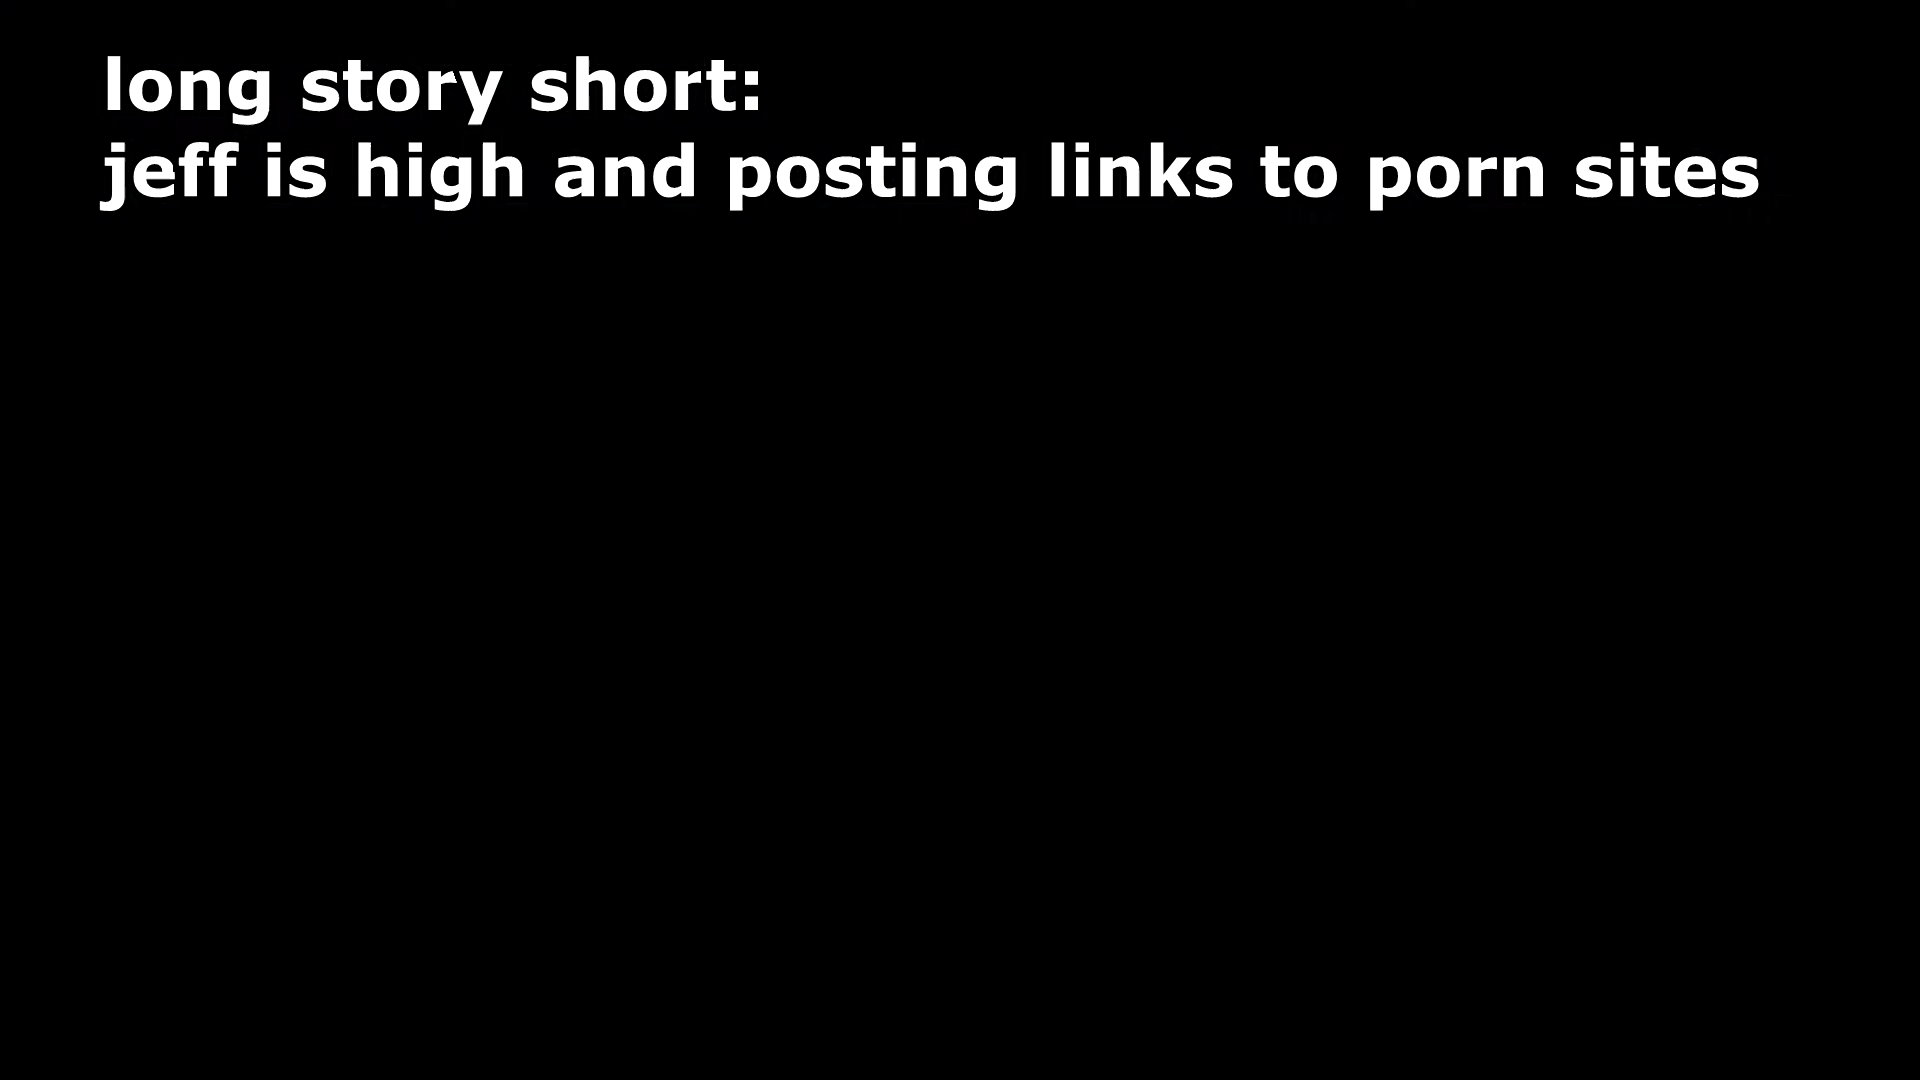 long story short:
jeff is high and posting links to porn sites